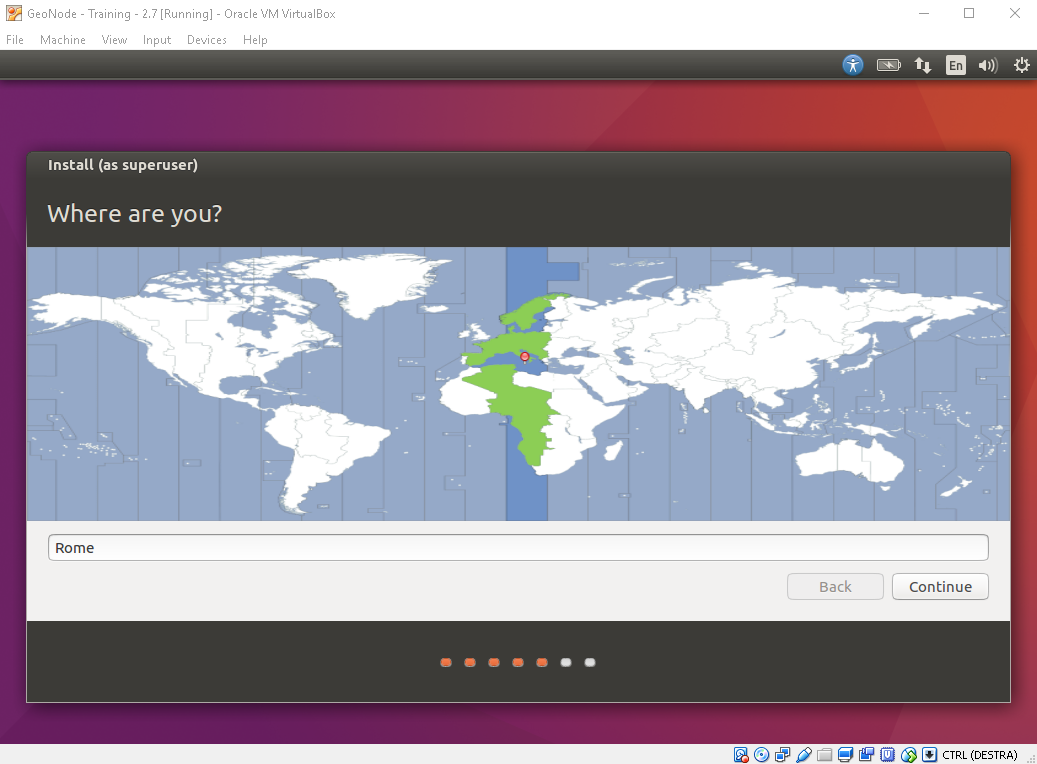 GeoNode - Training - 2.7 [Running] - Oracle VM VirtualBox
File Machine View Input Devices Help
En
Install (as superuser)
Where are you?
Rome
Back Continue
CTRL (DESTRA)